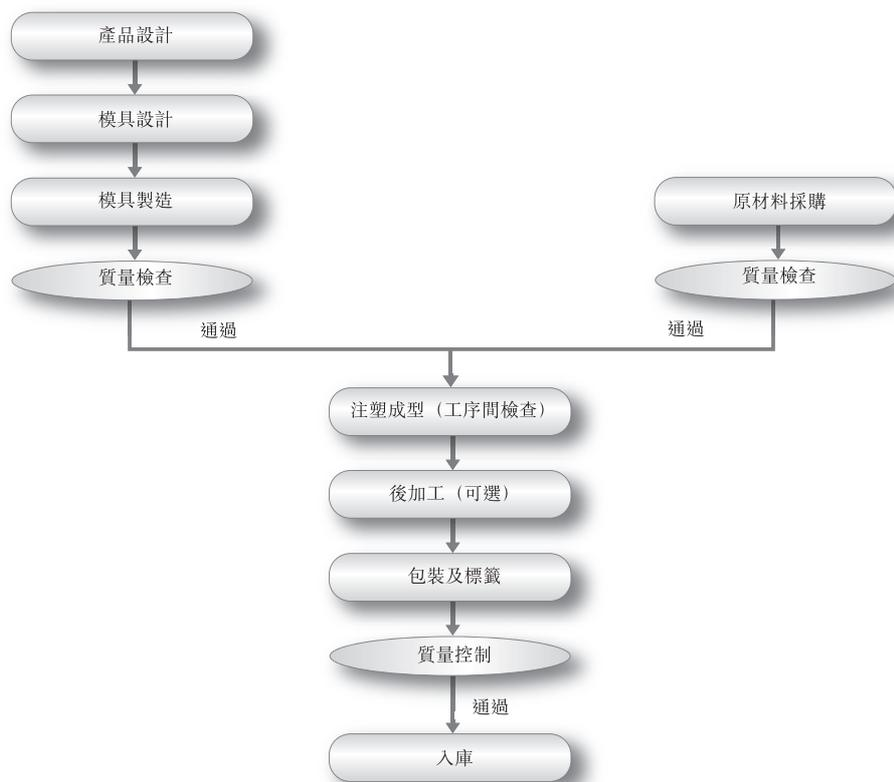 產品設計
模具設計
模具製造
質量檢查
通過
原材料採購
質量檢查
通過
注塑成型（工序間檢查）
後加工（可選）
包裝及標籤
質量控制
通過
入庫